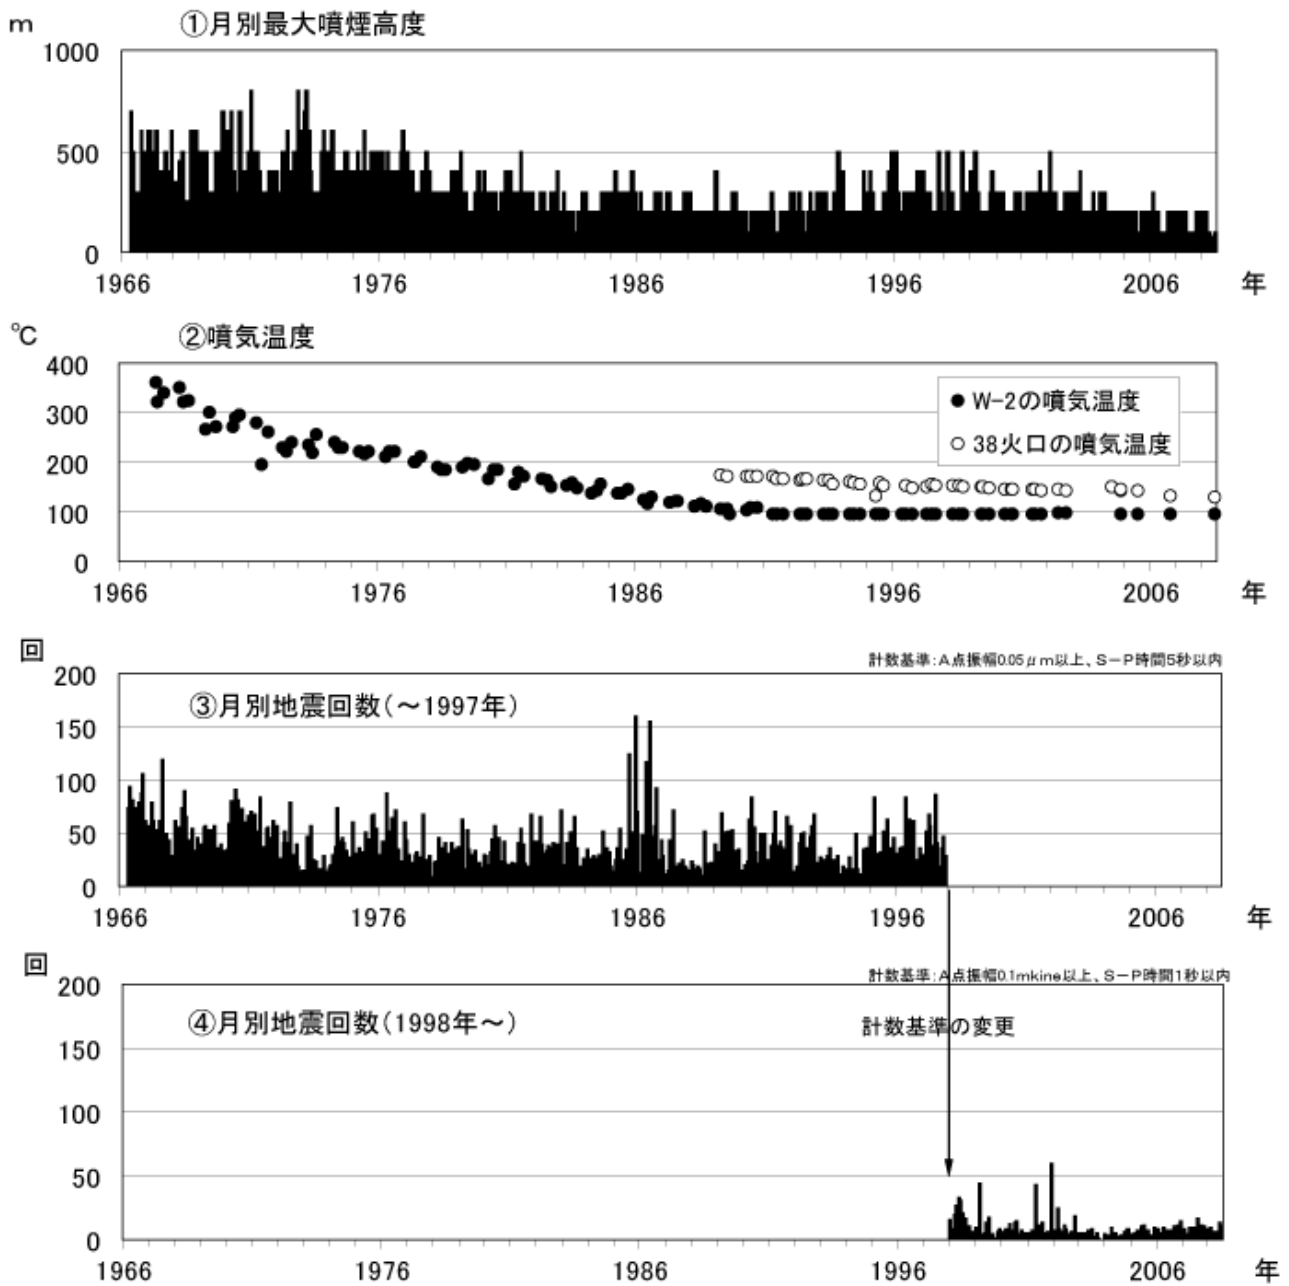 m
①月別最大噴煙高度
1000
500
0
1966 1976 1986 1996 2006 年
℃
②噴気温度
400
300
200
100
0
W-2の噴気温度
38火口の噴気温度
1966 1976 1986 1996 2006 年
回
計数基準:A点振幅0.05μm以上、S-P時間5秒以内
③月別地震回数(~1997年)
200
150
100
50
0
1966 1976 1986 1996 2006 年
回
計数基準:A点振幅0.1mkine以上、S-P時間1秒以内
④月別地震回数(1998年~)
計数基準の変更
200
150
100
50
0
1966 1976 1986 1996 2006 年